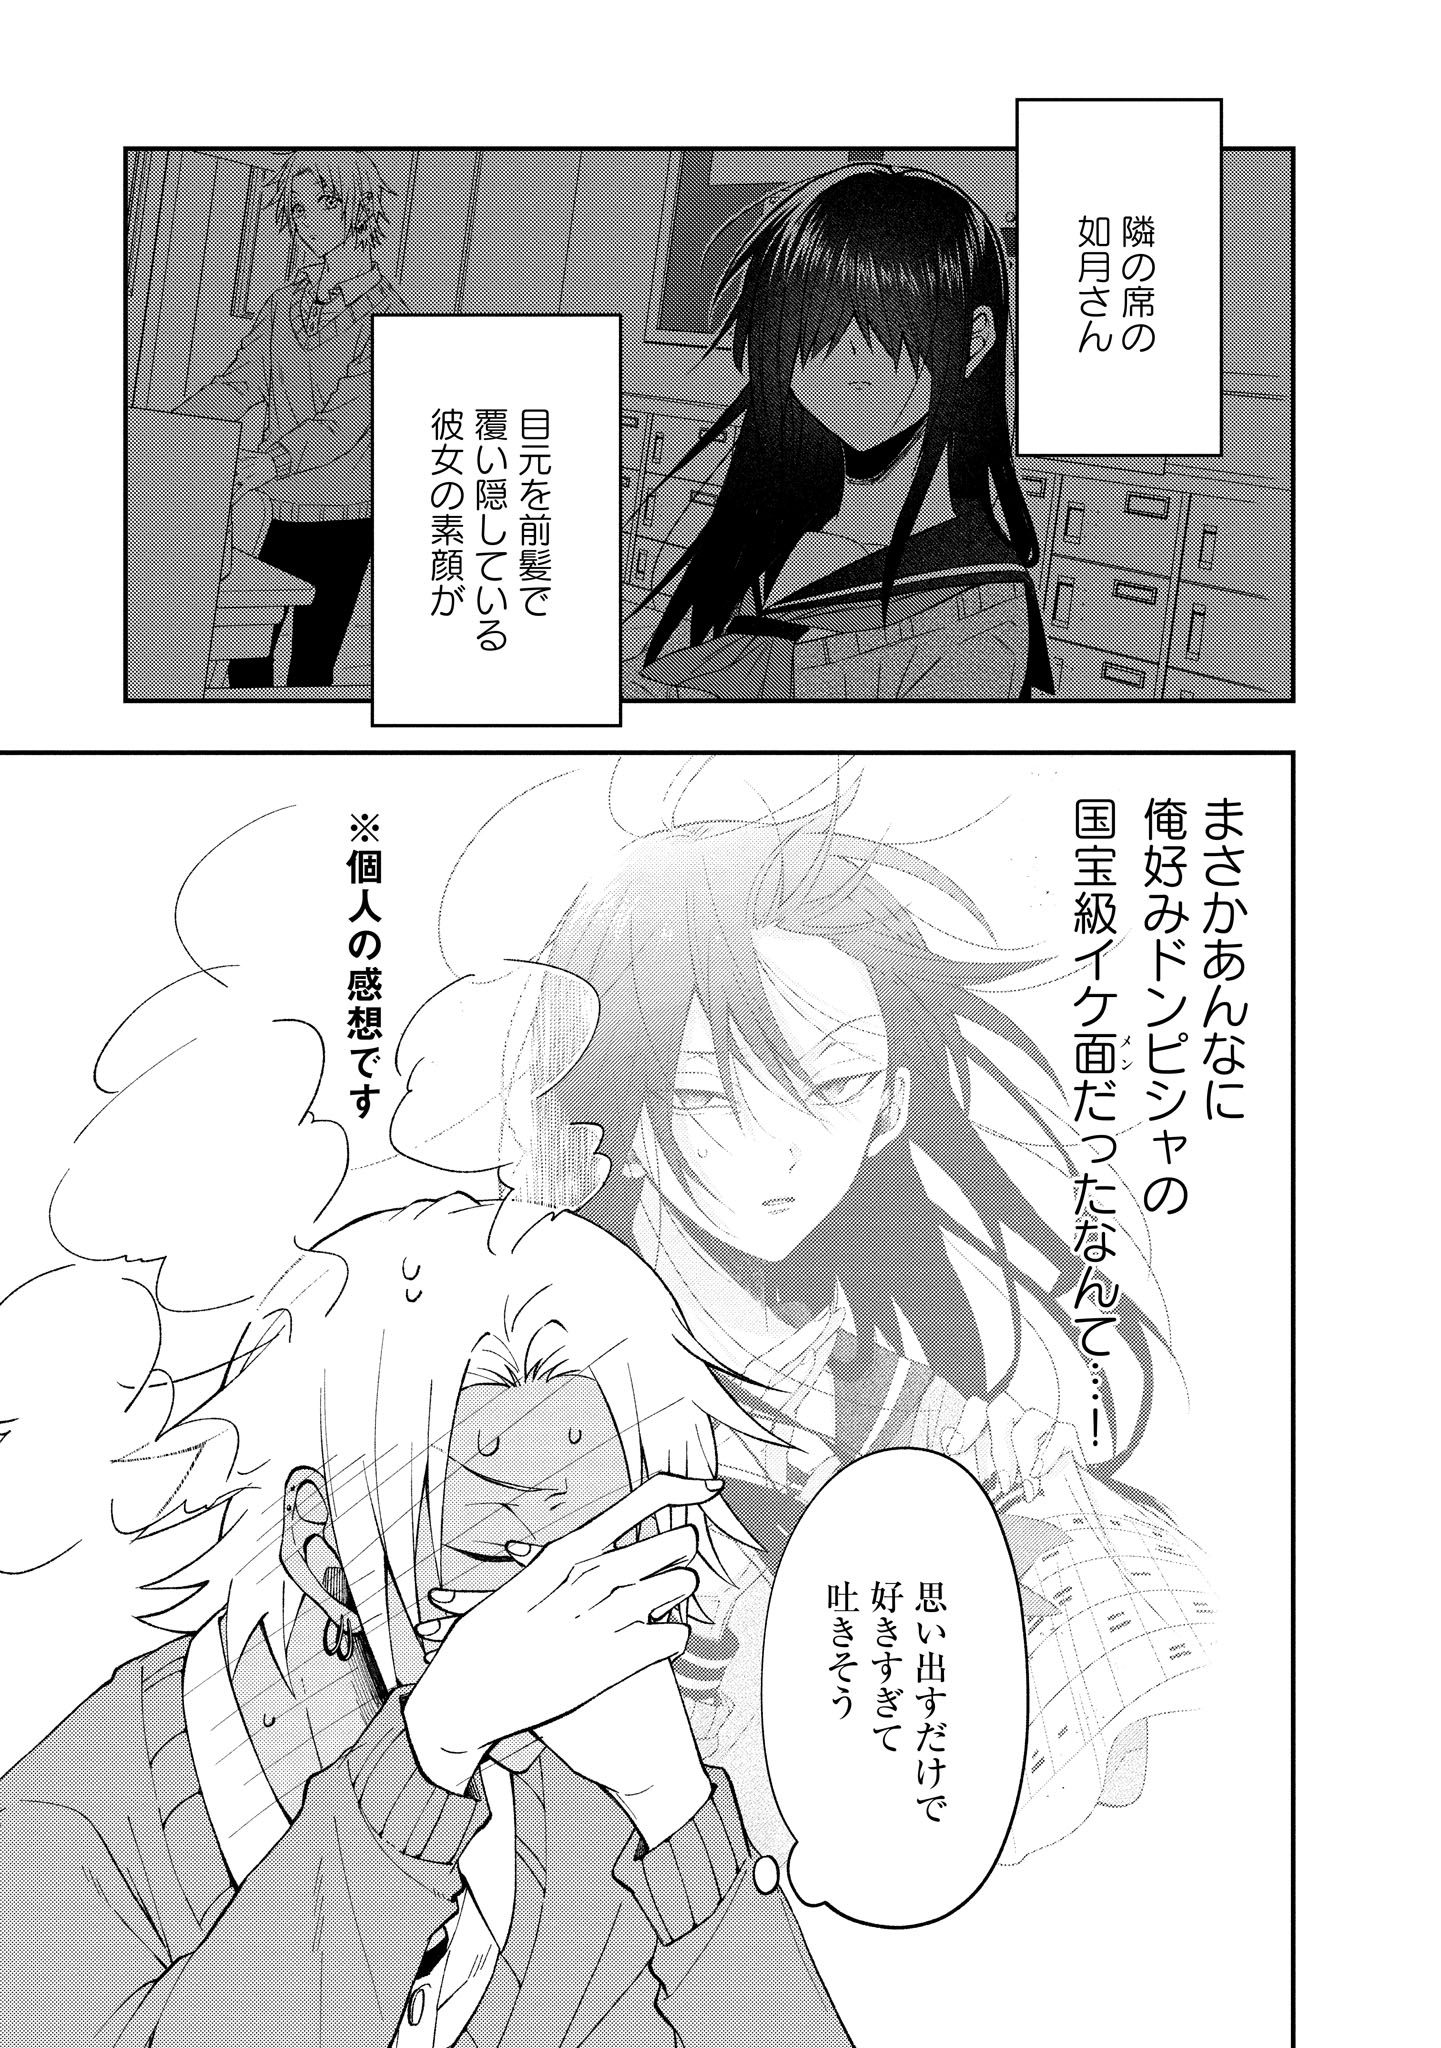 隣の席の
如月さん
目元を前髪で
覆い隠している
彼女の素顔が
まさかあんなに
俺好みドンピシャの
国宝級イケ面だったなんて…！
メン
※個人の感想です
思い出すだけで
好きすぎて
吐きそう